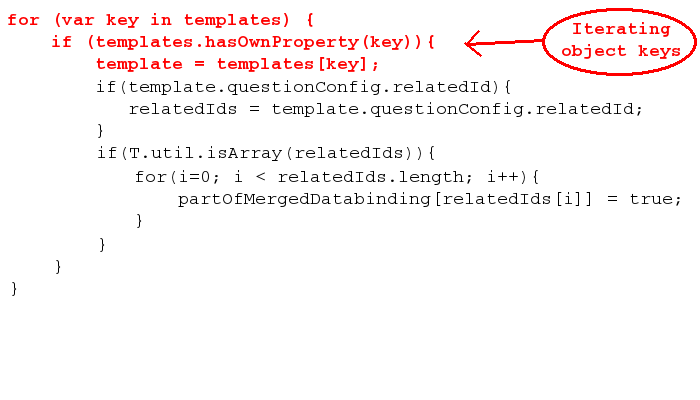 for (var key in templates) {
if (templates.hasOwnProperty(key)){
template = templates[key];
if(template.questionConfig.relatedId){
relatedIds = template.questionConfig.relatedId;
}
if(T.util.isArray(relatedIds)){
for(i=0; i < relatedIds.length; i++){
partOfMergedDatabinding[relatedIds[i]] = true;
}
}
}
}
Iterating
object keys